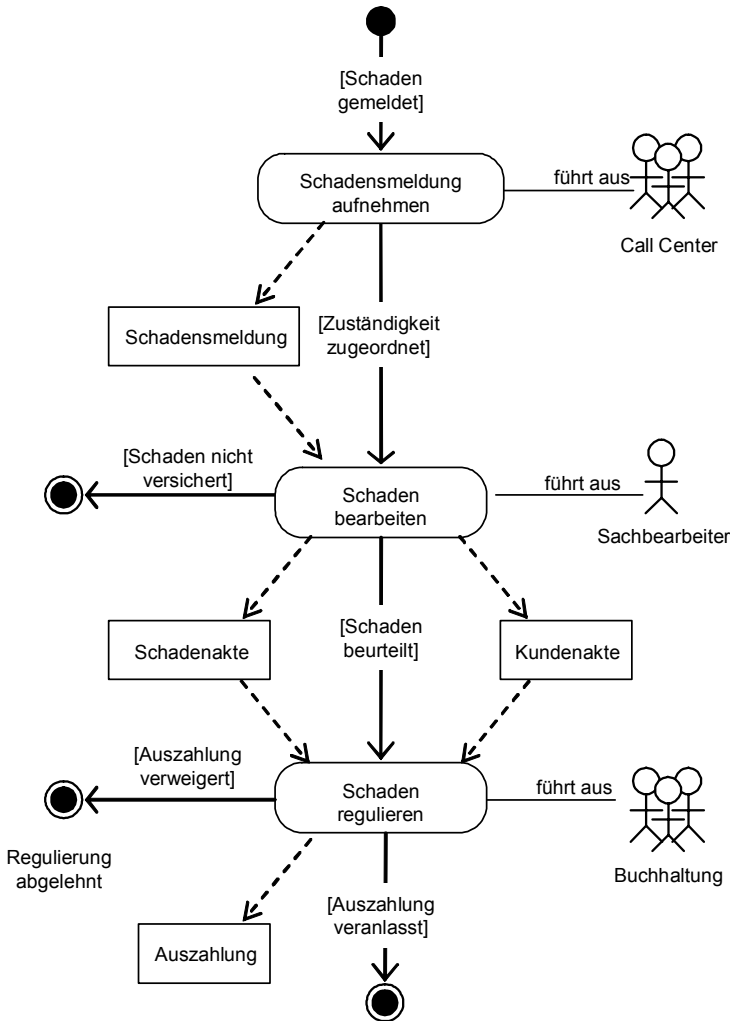 [Schaden
gemeldet]
Schadensmeldung
aufnehmen
führt aus
Call Center
Schadensmeldung
[Zuständigkeit
zugeordnet]
[Schaden nicht
versichert]
Schaden
bearbeiten
führt aus
Sachbearbeiter
Schadenakte
[Schaden
beurteilt]
Kundenakte
[Auszahlung
verweigert]
Schaden
regulieren
führt aus
Regulierung
abgelehnt
Buchhaltung
Auszahlung
[Auszahlung
veranlasst]